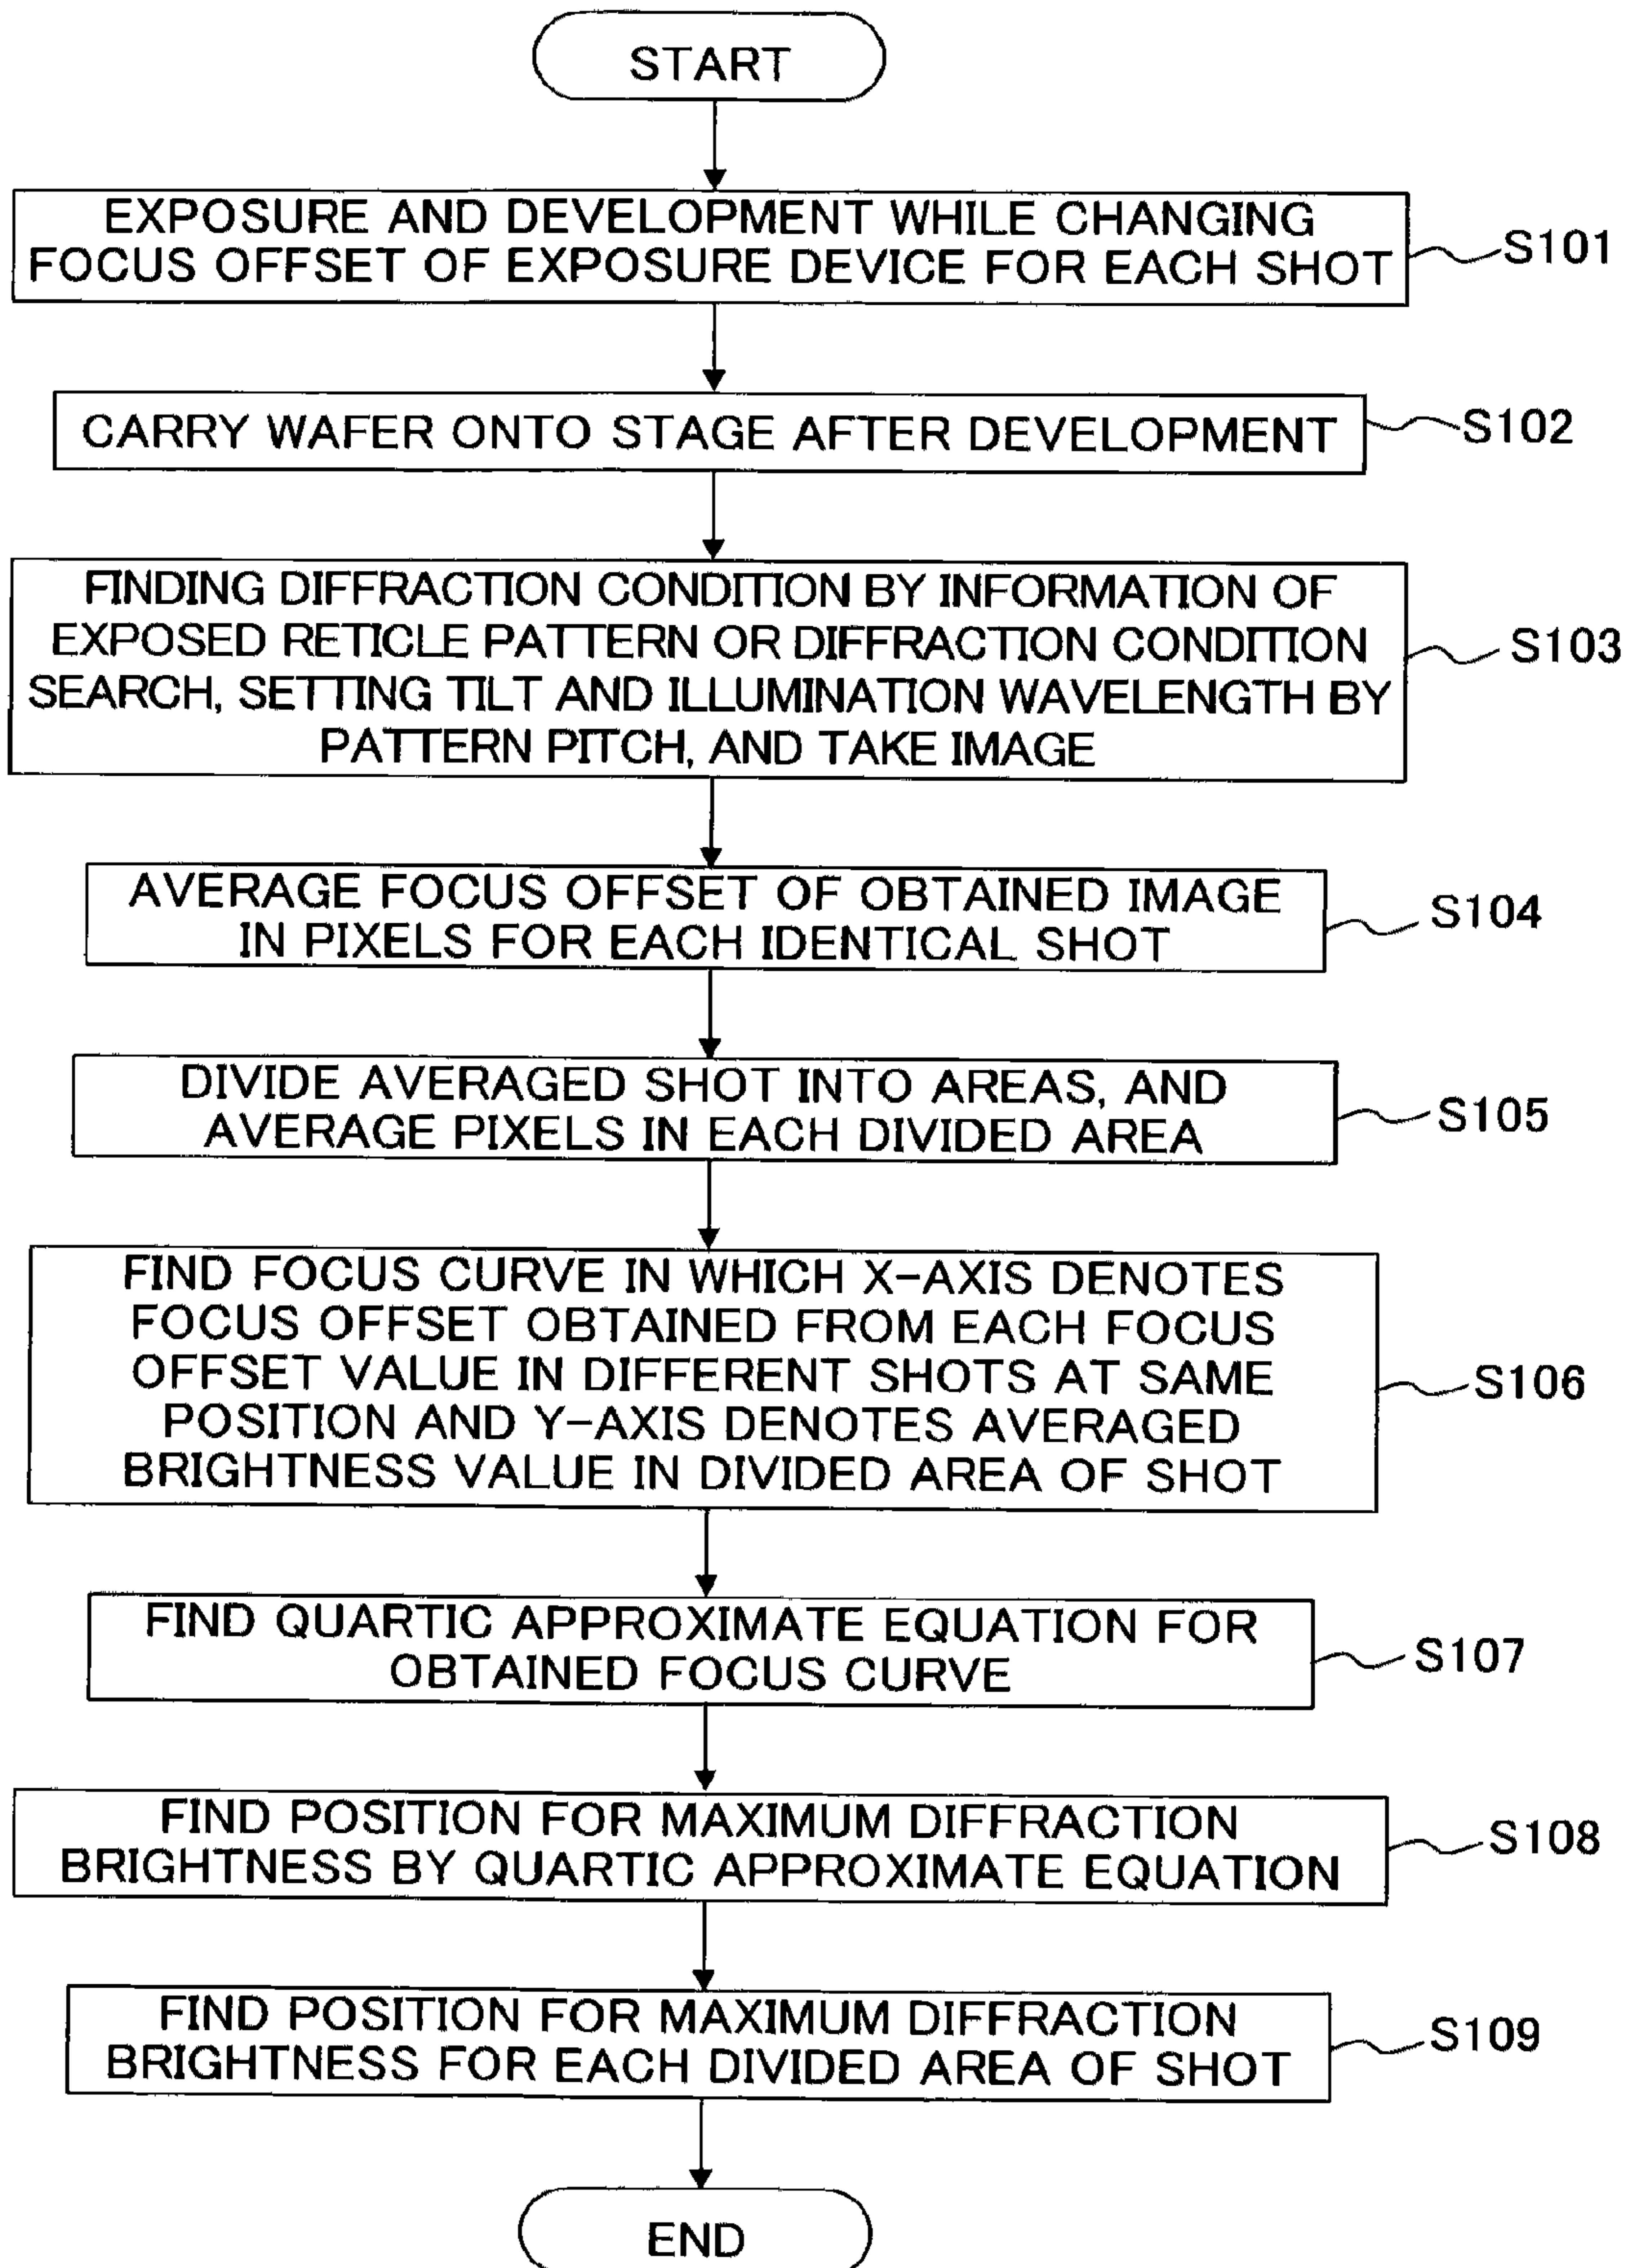 START
EXPOSURE AND DEVELOPMENT WHILE CHANGING
FOCUS OFFSET OF EXPOSURE DEVICE FOR EACH SHOT
S101
CARRY WAFER ONTO STAGE AFTER DEVELOPMENT
S102
FINDING DIFFRACTION CONDITION BY INFORMATION OF
EXPOSED RETICLE PATTERN OR DIFFRACTION CONDITION
SEARCH, SETTING TILT AND ILLUMINATION WAVELENGTH BY
PATTERN PITCH, AND TAKE IMAGE
S103
AVERAGE FOCUS OFFSET OF OBTAINED IMAGE
IN PIXELS FOR EACH IDENTICAL SHOT
S104
DIVIDE AVERAGED SHOT INTO AREAS, AND
AVERAGE PIXELS IN EACH DIVIDED AREA
S105
FIND FOCUS CURVE IN WHICH X-AXIS DENOTES
FOCUS OFFSET OBTAINED FROM EACH FOCUS
OFFSET VALUE IN DIFFERENT SHOTS AT SAME
POSITION AND Y-AXIS DENOTES AVERAGED
BRIGHTNESS VALUE IN DIVIDED AREA OF SHOT
S106
FIND QUARTIC APPROXIMATE EQUATION FOR
OBTAINED FOCUS CURVE
S107
FIND POSITION FOR MAXIMUM DIFFRACTION
BRIGHTNESS BY QUARTIC APPROXIMATE EQUATION
S108
FIND POSITION FOR MAXIMUM DIFFRACTION
BRIGHTNESS FOR EACH DIVIDED AREA OF SHOT
S109
END